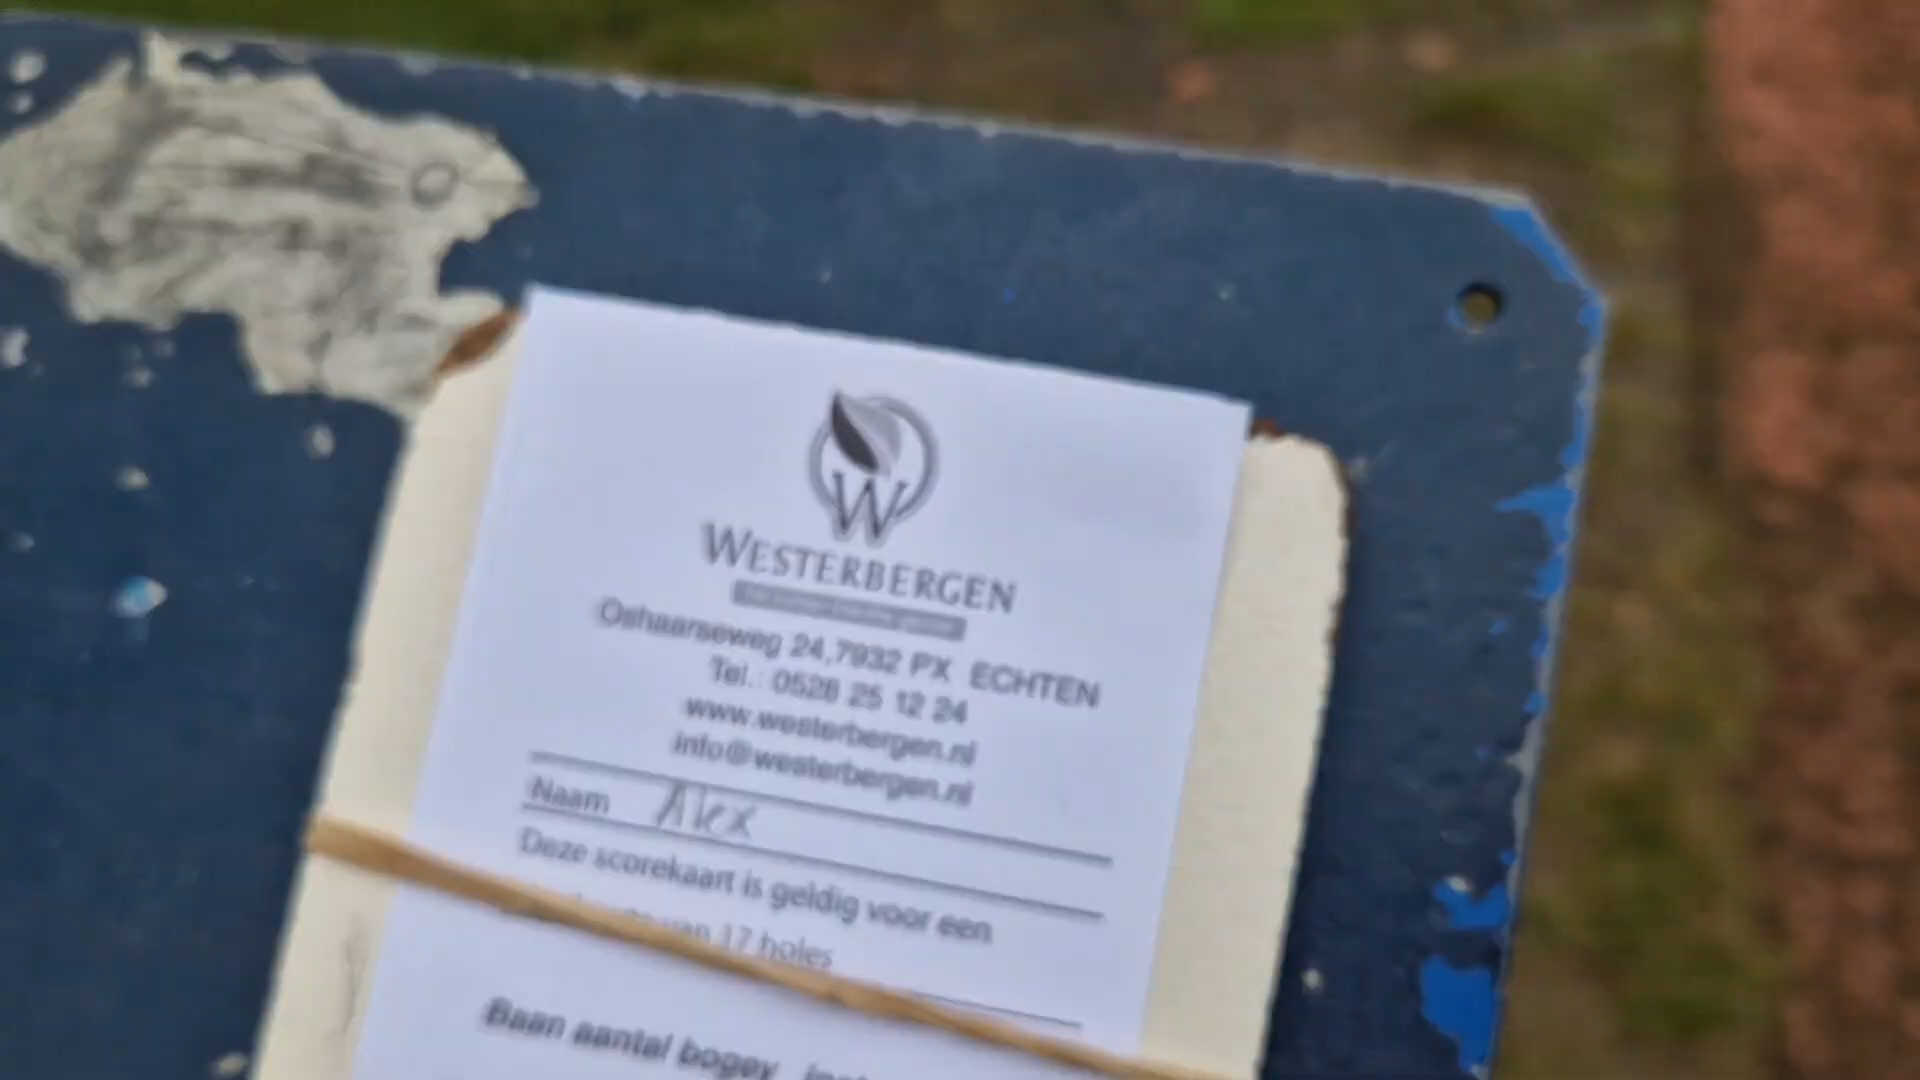 W
WESTERBERGEN
Oshaarseweg 24,7932 PX ECHTEN
Tel.: 0528 25 12 24
www.westerbergen.nl
info@westerbergen.nl
Naam Alex
Deze scorekaart is geldig voor een
van 17 holes
Baan aantal bogey